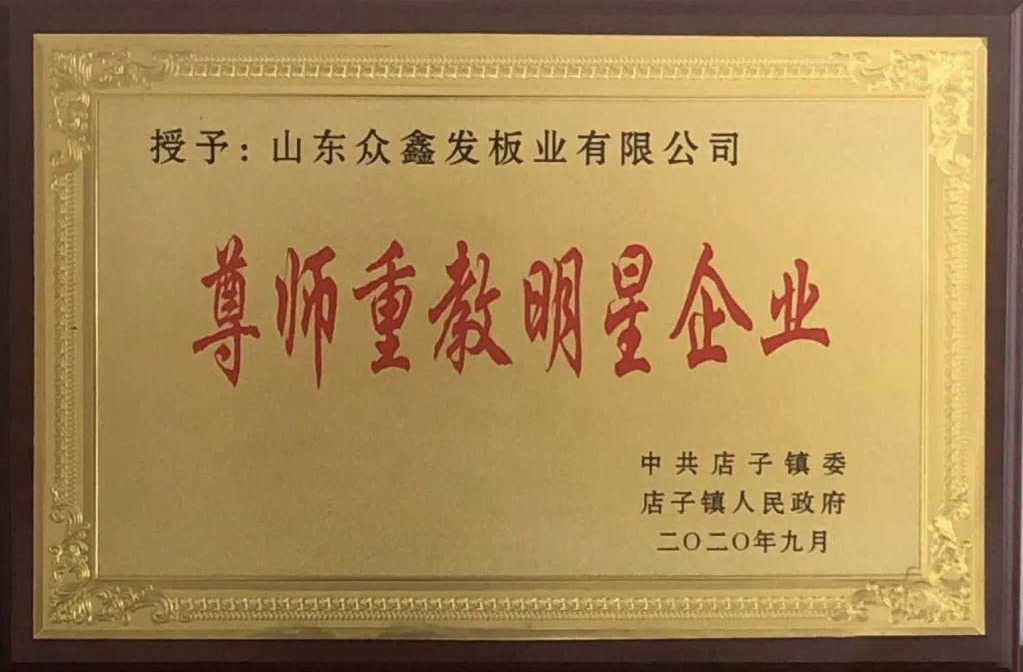 授予：山东众鑫发板业有限公司
尊师重教明星企业
中共店子镇委
店子镇人民政府
二〇二〇年九月